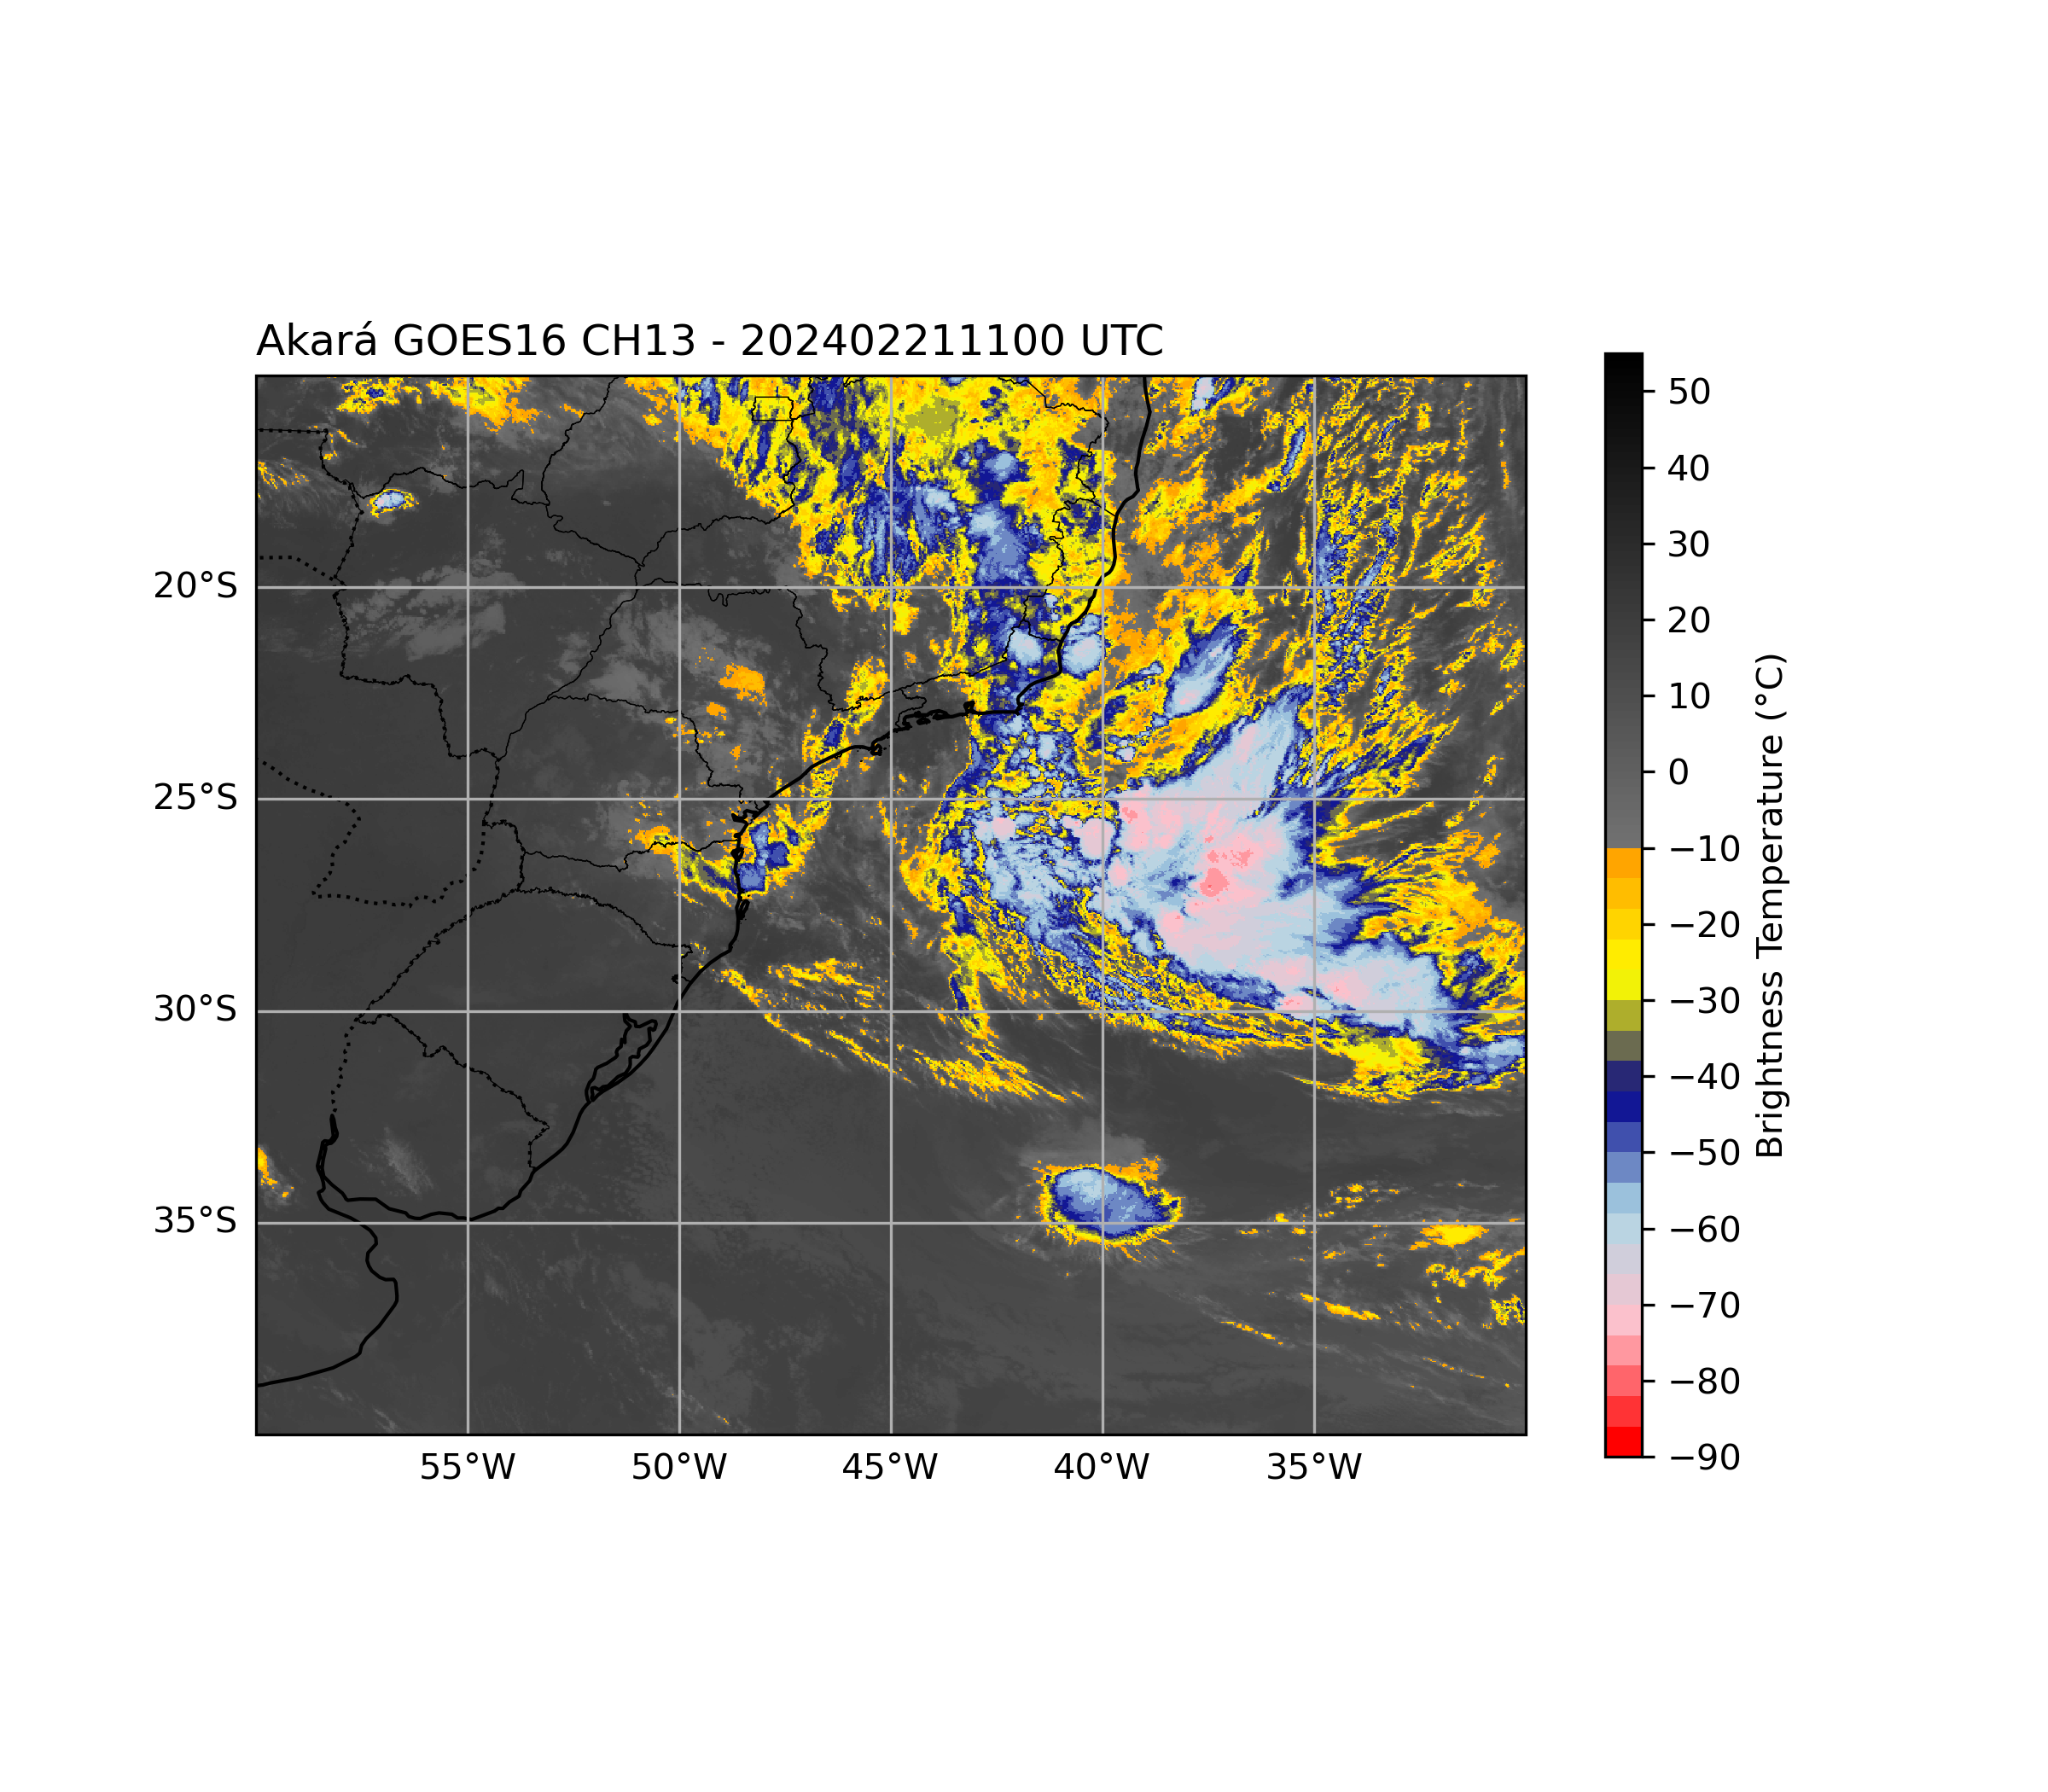 Akará GOES16 CH13 - 202402211100 UTC
20°S
25°S
30°S
35°S
55°W
50°W
45°W
40°W
35°W
50
40
30
20
10
0
−10
−20
−30
−40
−50
−60
−70
−80
−90
Brightness Temperature (°C)